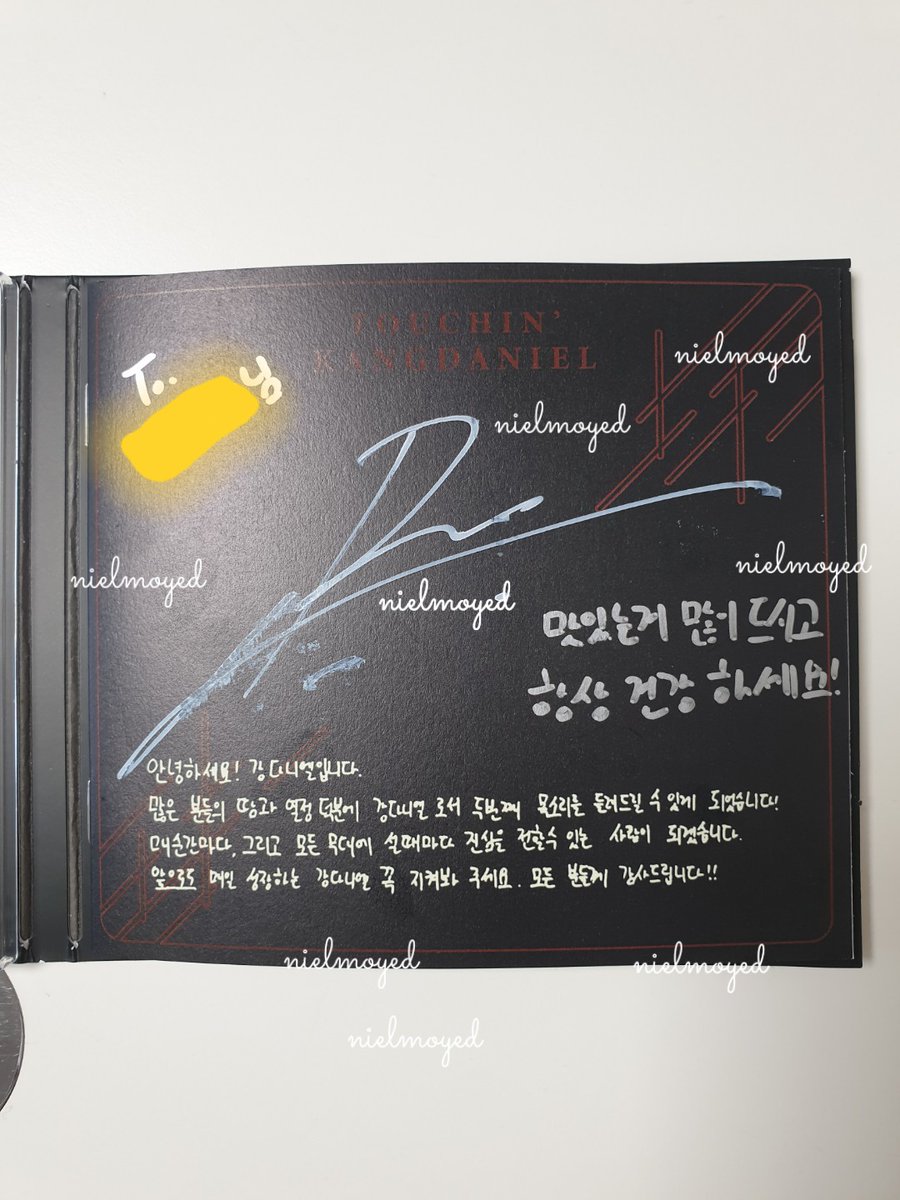 TOUCHIN'
KANGDANIEL
To. 님
nielmoyed
nielmoyed
nielmoyed
nielmoyed
nielmoyed
맛있는거 많이 드시고
항상 건강 하세요!
안녕하세요! 강다니엘입니다.
많은 분들의 땀과 열정 덕분에 강다니엘 로서 두번째 목소리를 들려드릴 수 있게 되었습니다!
매순간마다, 그리고 모든 무대에 설때마다 진심을 전할수 있는 사람이 되겠습니다.
앞으로도 매일 성장하는 강다니엘 꼭 지켜봐 주세요. 모든 분들께 감사드립니다!!
nielmoyed
nielmoyed
nielmoyed